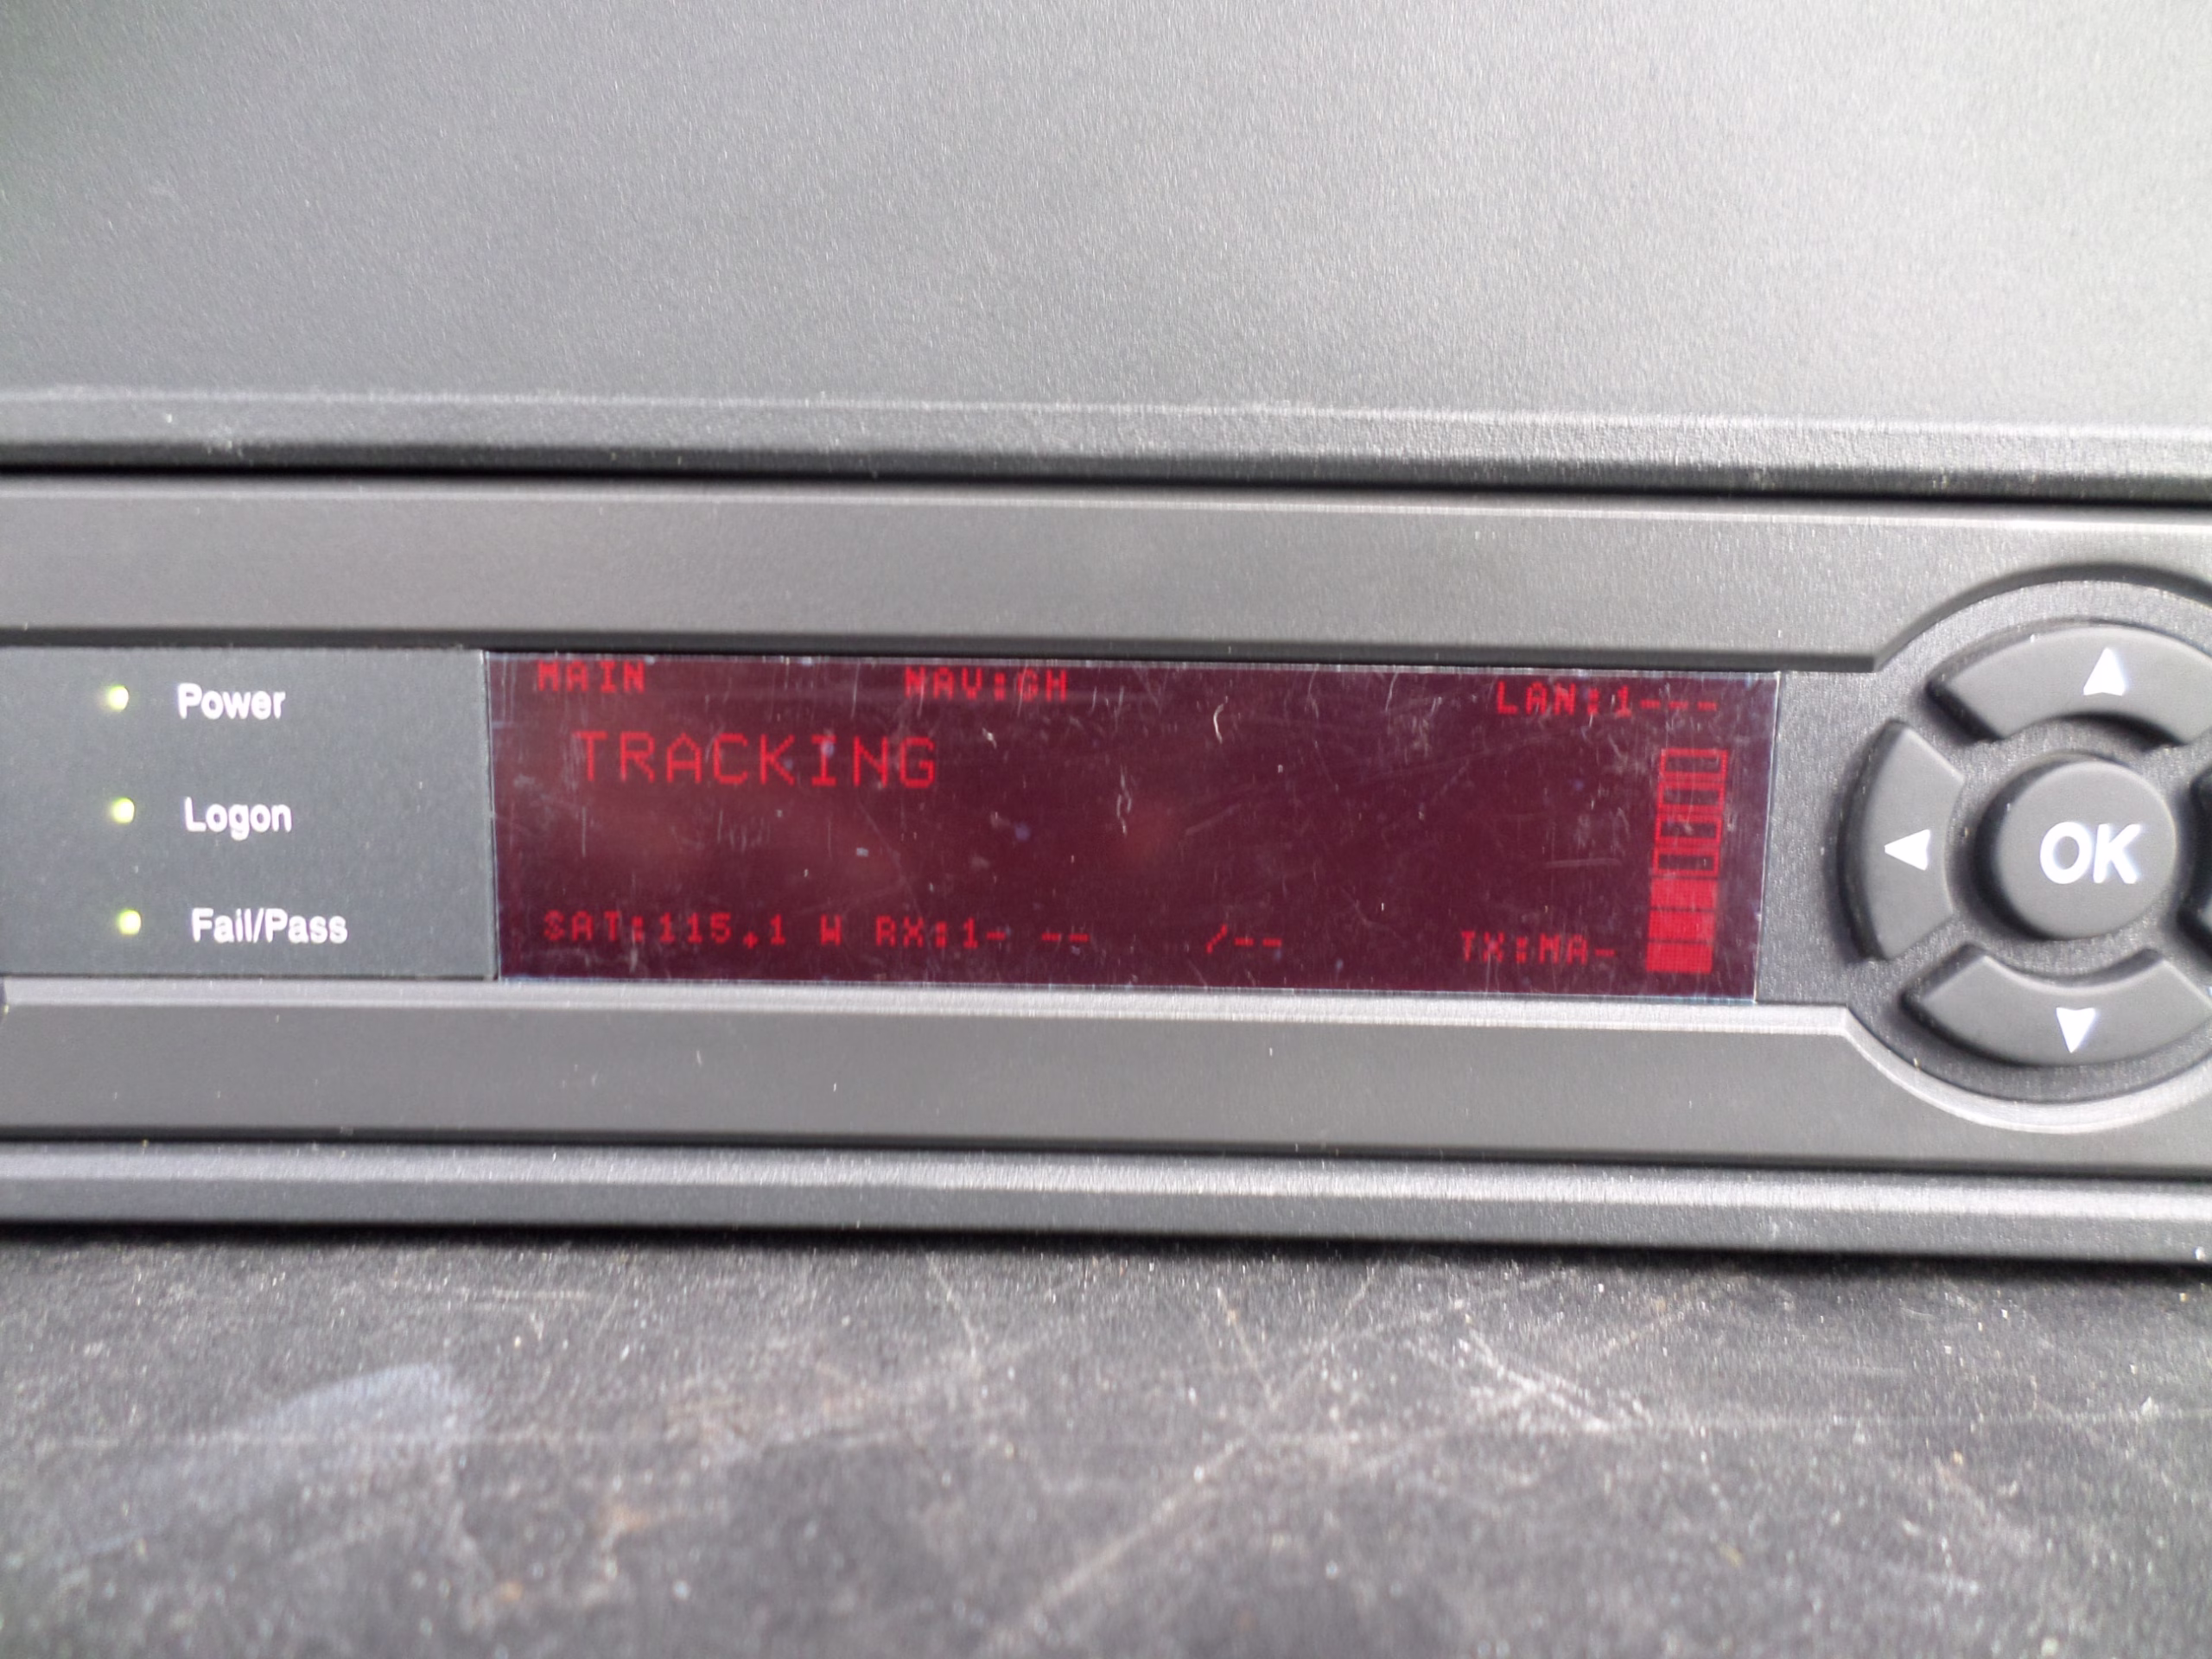 MAIN NAV:GH LAN:1---
TRACKING
SAT:115.1 W RX:1- -- /-- TX:MA-
Power
Logon
Fail/Pass
OK